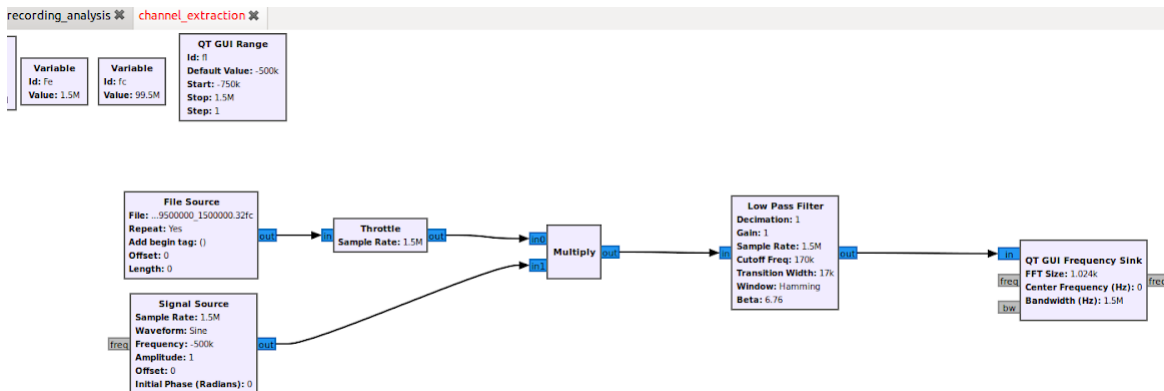 recording_analysis ✖ channel_extraction ✖
Variable
Id: Fe
Value: 1.5M
Variable
Id: fc
Value: 99.5M
QT GUI Range
Id: fl
Default Value: -500k
Start: -750k
Stop: 1.5M
Step: 1
File Source
File: ...9500000_1500000.32fc
Repeat: Yes
Add begin tag: ()
Offset: 0
Length: 0
out
in
Throttle
Sample Rate: 1.5M
out
in0
in1
Multiply
out
in
Low Pass Filter
Decimation: 1
Gain: 1
Sample Rate: 1.5M
Cutoff Freq: 170k
Transition Width: 17k
Window: Hamming
Beta: 6.76
out
in
freq
bw
QT GUI Frequency Sink
FFT Size: 1.024k
Center Frequency (Hz): 0
Bandwidth (Hz): 1.5M
Signal Source
Sample Rate: 1.5M
Waveform: Sine
Frequency: -500k
Amplitude: 1
Offset: 0
Initial Phase (Radians): 0
freq
out